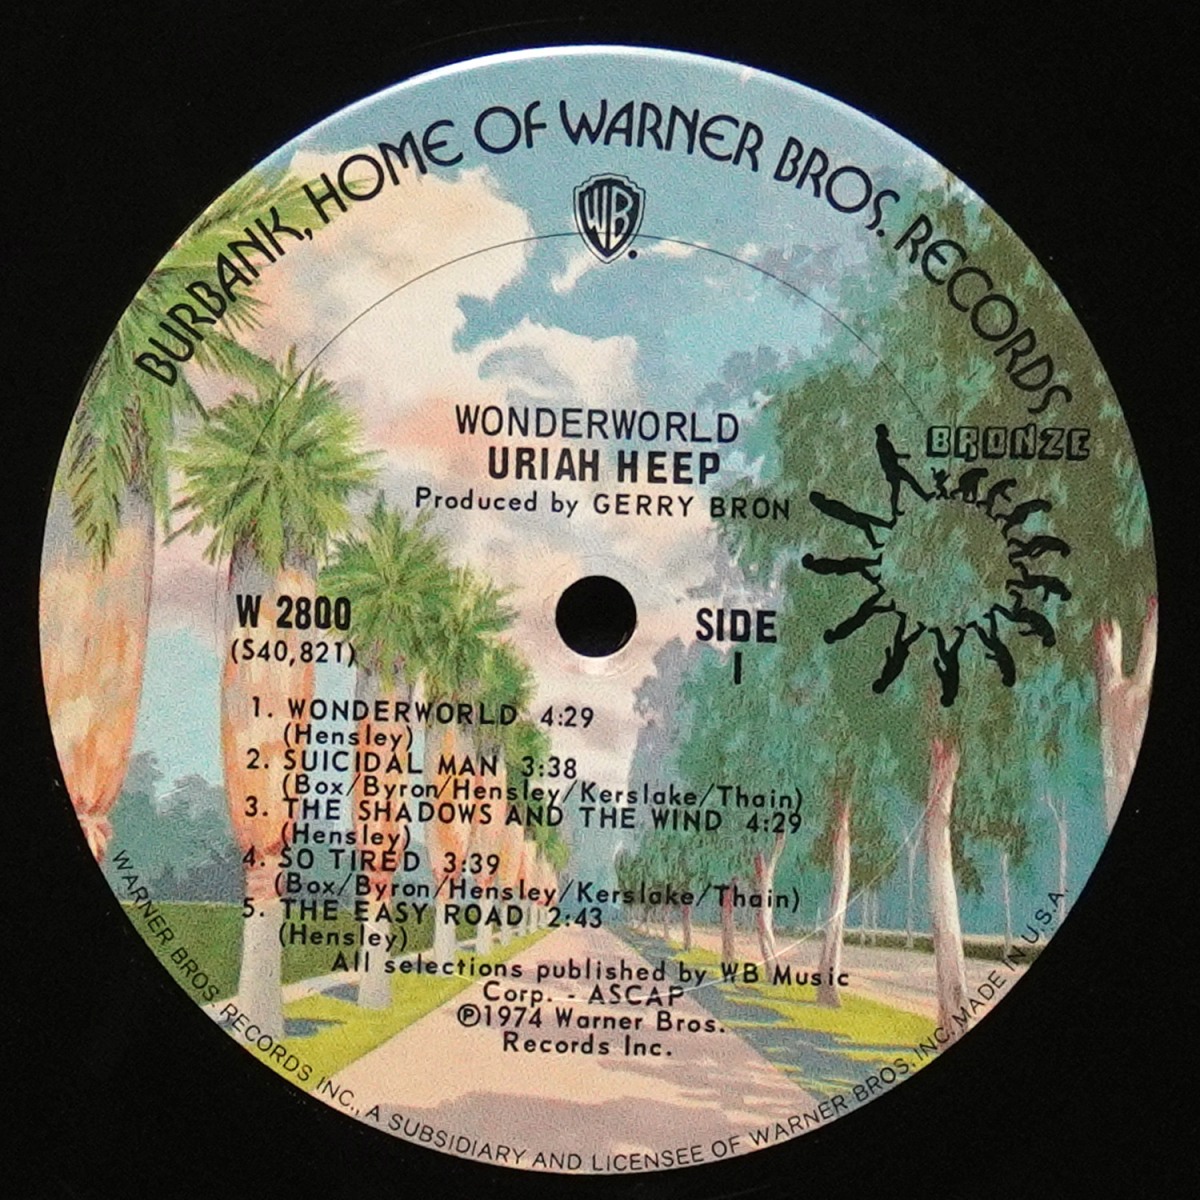 BURBANK, HOME OF WARNER BROS. RECORDS
WB
BRONZE
WONDERWORLD
URIAH HEEP
Produced by GERRY BRON
W 2800
(S40,821)
SIDE
1
1. WONDERWORLD 4:29
(Hensley)
2. SUICIDAL MAN 3:38
(Box/Byron/Hensley/Kerslake/Thain)
3. THE SHADOWS AND THE WIND 4:29
(Hensley)
4. SO TIRED 3:39
(Box/Byron/Hensley/Kerslake/Thain)
5. THE EASY ROAD 2:43
(Hensley)
All selections published by WB Music
Corp. - ASCAP
℗1974 Warner Bros.
Records Inc.
WARNER BROS. RECORDS INC., A SUBSIDIARY AND LICENSEE OF WARNER BROS. INC. MADE IN U.S.A.